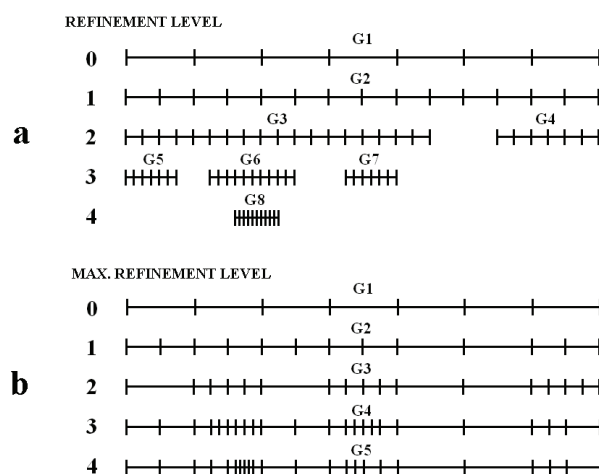 REFINEMENT LEVEL
G1
0
G2
1
a
G3 G4
2
G5 G6 G7
3
G8
4
MAX. REFINEMENT LEVEL
G1
0
G2
1
b
G3
2
G4
3
G5
4